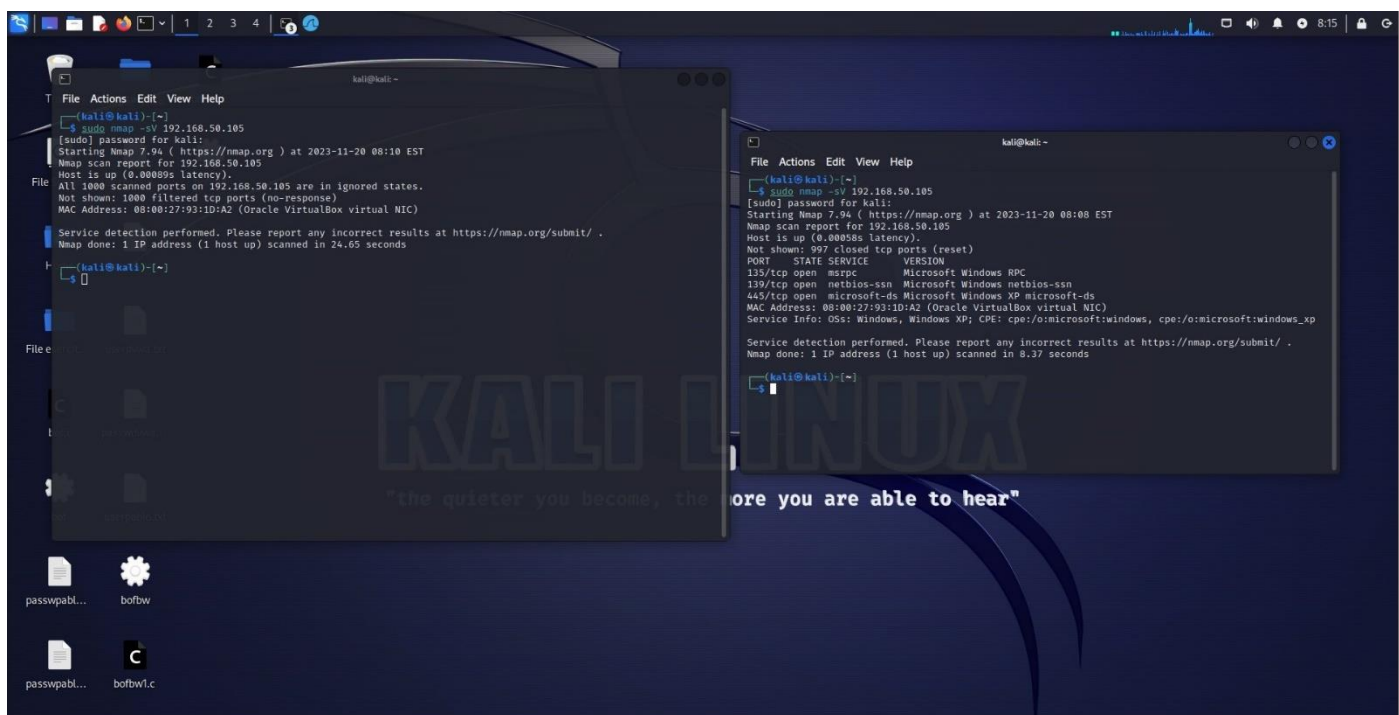 1 2 3 4
8:15
kali@kali: ~
File Actions Edit View Help
┌──(kali㉿kali)-[~]
└─$ sudo nmap -sV 192.168.50.105
[sudo] password for kali:
Starting Nmap 7.94 ( https://nmap.org ) at 2023-11-20 08:10 EST
Nmap scan report for 192.168.50.105
Host is up (0.00089s latency).
All 1000 scanned ports on 192.168.50.105 are in ignored states.
Not shown: 1000 filtered tcp ports (no-response)
MAC Address: 08:00:27:93:1D:A2 (Oracle VirtualBox virtual NIC)
Service detection performed. Please report any incorrect results at https://nmap.org/submit/ .
Nmap done: 1 IP address (1 host up) scanned in 24.65 seconds
┌──(kali㉿kali)-[~]
└─$
kali@kali: ~
File Actions Edit View Help
┌──(kali㉿kali)-[~]
└─$ sudo nmap -sV 192.168.50.105
[sudo] password for kali:
Starting Nmap 7.94 ( https://nmap.org ) at 2023-11-20 08:08 EST
Nmap scan report for 192.168.50.105
Host is up (0.00058s latency).
Not shown: 997 closed tcp ports (reset)
PORT STATE SERVICE VERSION
135/tcp open msrpc Microsoft Windows RPC
139/tcp open netbios-ssn Microsoft Windows netbios-ssn
445/tcp open microsoft-ds Microsoft Windows XP microsoft-ds
MAC Address: 08:00:27:93:1D:A2 (Oracle VirtualBox virtual NIC)
Service Info: OSs: Windows, Windows XP; CPE: cpe:/o:microsoft:windows, cpe:/o:microsoft:windows_xp
Service detection performed. Please report any incorrect results at https://nmap.org/submit/ .
Nmap done: 1 IP address (1 host up) scanned in 8.37 seconds
┌──(kali㉿kali)-[~]
└─$
KALI LINUX
"the quieter you become, the more you are able to hear"
File
passwpabl... bofbw
passwpabl... bofbw1.c